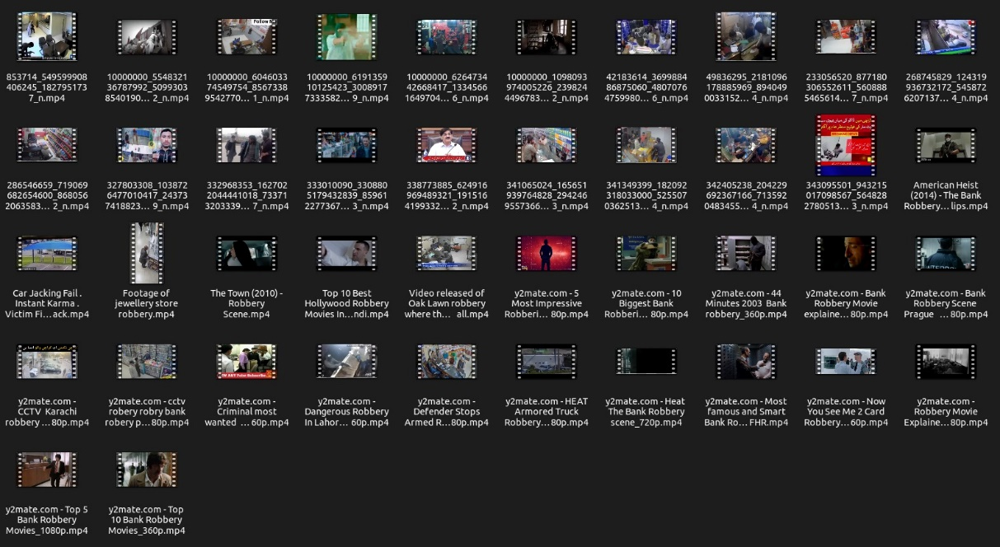 853714_549599908
406245_182795173
7_n.mp4
10000000_5548321
36787992_5099303
8540190… 2_n.mp4
10000000_6046033
74549754_8567338
9542770… 1_n.mp4
10000000_6191359
10125423_3008917
7333582… 9_n.mp4
10000000_6264734
42668417_1334566
1649704… 6_n.mp4
10000000_1098093
974005226_239824
4496783… 2_n.mp4
42183614_3699884
86875060_4807076
4759980… 6_n.mp4
49836295_2181096
178885969_894049
0033152… 4_n.mp4
233056520_877180
306552611_560888
5465614… 7_n.mp4
268745829_124319
936732172_545872
6207137… 4_n.mp4
286546659_719069
682654600_868056
2063583… 2_n.mp4
327803308_103872
6477010417_24373
7418823… 9_n.mp4
332968353_162702
2044441018_73371
3203339… 7_n.mp4
333010090_330880
5179432839_85961
2277367… 3_n.mp4
338773885_624916
969489321_191516
4199332… 2_n.mp4
341065024_165651
939764828_294246
9557366… 3_n.mp4
341349399_182092
318033000_525507
0362513… 4_n.mp4
342405238_204229
692367166_713592
0483455… 4_n.mp4
343095501_943215
017098567_564828
2780513… 3_n.mp4
American Heist
(2014) - The Bank
Robbery… lips.mp4
Car Jacking Fail .
Instant Karma .
Victim Fi…ack.mp4
Footage of
jewellery store
robbery.mp4
The Town (2010) -
Robbery
Scene.mp4
Top 10 Best
Hollywood Robbery
Movies In…ndi.mp4
Video released of
Oak Lawn robbery
where th… all.mp4
y2mate.com - 5
Most Impressive
Robberi… 80p.mp4
y2mate.com - 10
Biggest Bank
Robberi… 80p.mp4
y2mate.com - 44
Minutes 2003 Bank
robbery_360p.mp4
y2mate.com - Bank
Robbery Movie
explaine… 80p.mp4
y2mate.com - Bank
Robbery Scene
Prague … 80p.mp4
y2mate.com -
CCTV Karachi
robbery … 80p.mp4
y2mate.com - cctv
robery robry bank
robery p… 80p.mp4
y2mate.com -
Criminal most
wanted … 60p.mp4
y2mate.com -
Dangerous Robbery
In Lahor… 60p.mp4
y2mate.com -
Defender Stops
Armed R…80p.mp4
y2mate.com - HEAT
Armored Truck
Robbery…80p.mp4
y2mate.com - Heat
The Bank Robbery
scene_720p.mp4
y2mate.com - Most
famous and Smart
Bank Ro… FHR.mp4
y2mate.com - Now
You See Me 2 Card
Robbery…60p.mp4
y2mate.com -
Robbery Movie
Explaine… 80p.mp4
y2mate.com - Top 5
Bank Robbery
Movies_1080p.mp4
y2mate.com - Top
10 Bank Robbery
Movies_360p.mp4